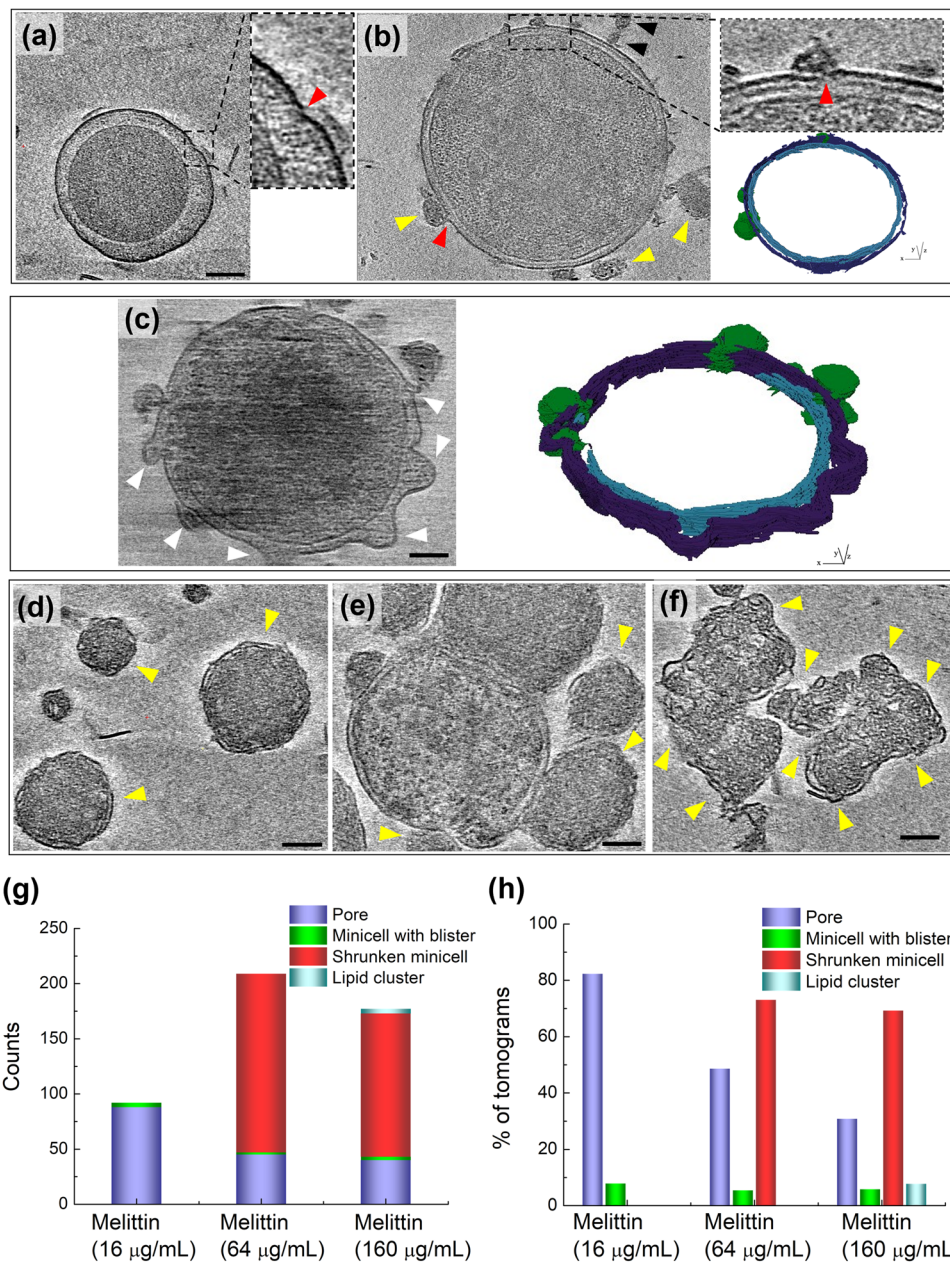 (a)
(b)
x
y
z
(c)
x
y
z
(d)
(e)
(f)
(g)
(h)
Pore
Minicell with blister
Shrunken minicell
Lipid cluster
250
200
150
100
50
0
Counts
Melittin
(16 μg/mL)
Melittin
(64 μg/mL)
Melittin
(160 μg/mL)
Pore
Minicell with blister
Shrunken minicell
Lipid cluster
100
80
60
40
20
0
% of tomograms
Melittin
(16 μg/mL)
Melittin
(64 μg/mL)
Melittin
(160 μg/mL)